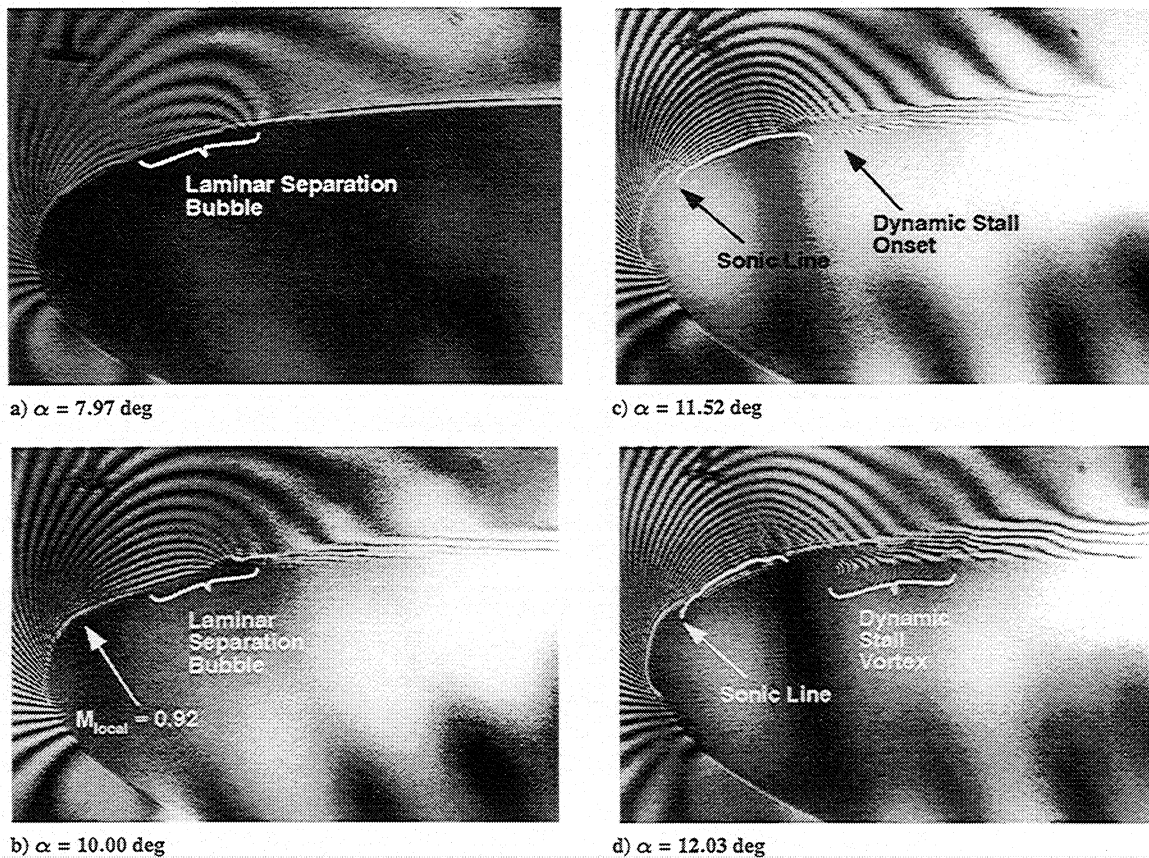 Laminar Separation
Bubble
a) α = 7.97 deg
Sonic Line
Dynamic Stall
Onset
c) α = 11.52 deg
M_local = 0.92
Laminar
Separation
Bubble
b) α = 10.00 deg
Sonic Line
Dynamic
Stall
Vortex
d) α = 12.03 deg